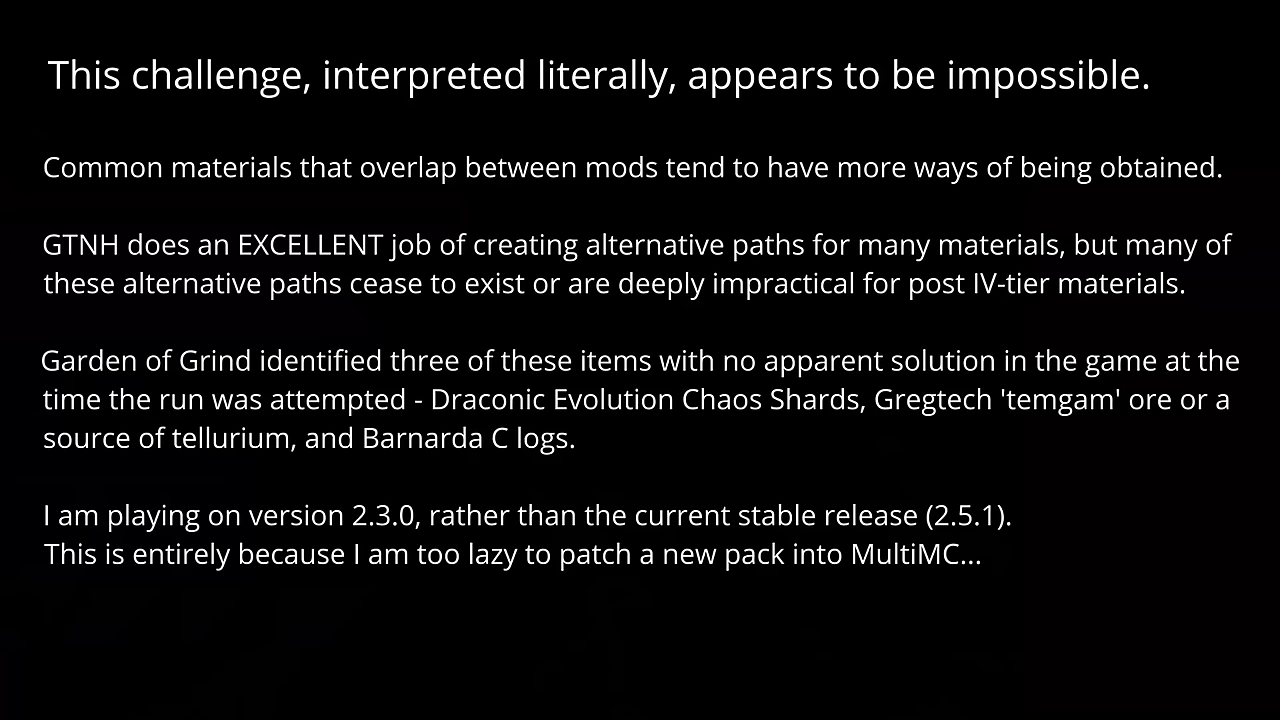 This challenge, interpreted literally, appears to be impossible.
Common materials that overlap between mods tend to have more ways of being obtained.
GTNH does an EXCELLENT job of creating alternative paths for many materials, but many of
these alternative paths cease to exist or are deeply impractical for post IV-tier materials.
Garden of Grind identified three of these items with no apparent solution in the game at the
time the run was attempted - Draconic Evolution Chaos Shards, Gregtech 'temgam' ore or a
source of tellurium, and Barnarda C logs.
I am playing on version 2.3.0, rather than the current stable release (2.5.1).
This is entirely because I am too lazy to patch a new pack into MultiMC...